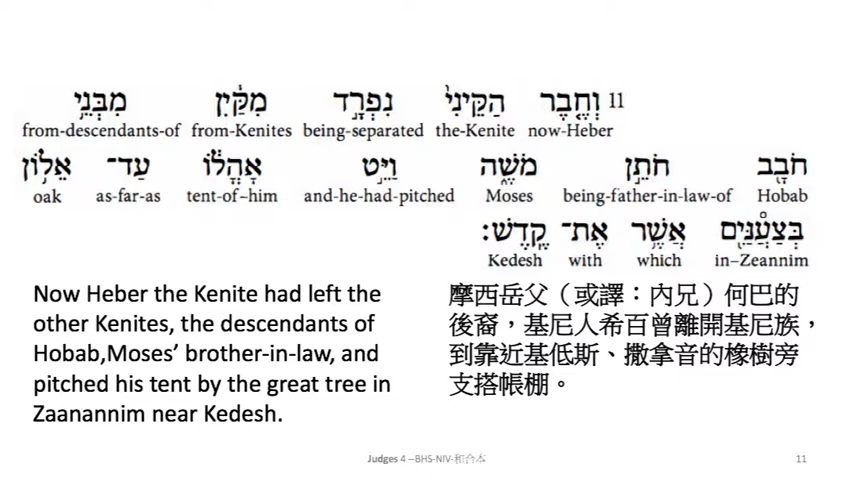 11 וְחֶ֤בֶר הַקֵּינִי֙ נִפְרָ֣ד מִקַּ֔יִן מִבְּנֵ֥י
now-Heber the-Kenite being-separated from-Kenites from-descendants-of
חֹבָ֖ב חֹתֵ֣ן מֹשֶׁ֑ה וַיֵּ֣ט אָהֳל֔וֹ עַד־ אֵל֥וֹן
Hobab being-father-in-law-of Moses and-he-had-pitched tent-of–him as-far-as oak
בְּצַעֲנַנִּ֖ים אֲשֶׁ֥ר אֶת־ קֶֽדֶשׁ׃
in–Zeannim which with Kedesh
Now Heber the Kenite had left the
other Kenites, the descendants of
Hobab,Moses’ brother-in-law, and
pitched his tent by the great tree in
Zaanannim near Kedesh.
摩西岳父（或譯：內兄）何巴的
後裔，基尼人希百曾離開基尼族，
到靠近基低斯、撒拿音的橡樹旁
支搭帳棚。
Judges 4 --BHS-NIV-和合本
11